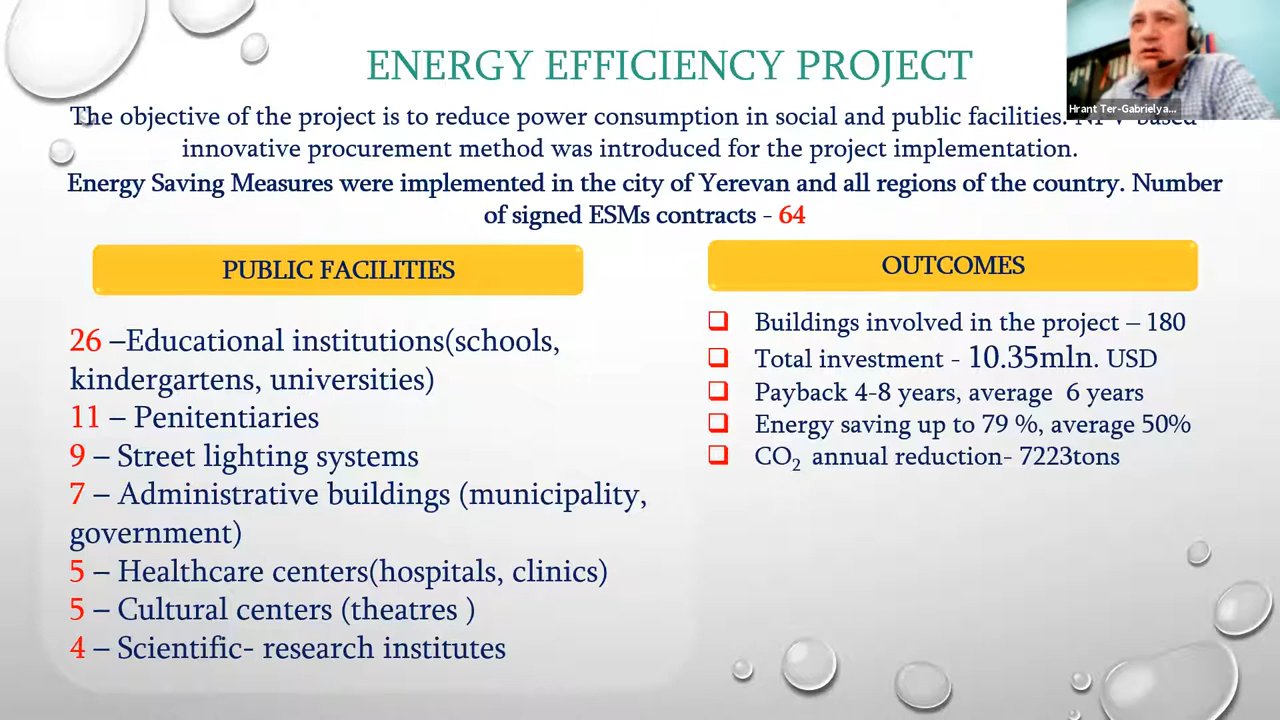 ENERGY EFFICIENCY PROJECT
Hrant Ter-Gabrielya...
The objective of the project is to reduce power consumption in social and public facilities.
innovative procurement method was introduced for the project implementation.
Energy Saving Measures were implemented in the city of Yerevan and all regions of the country. Number
of signed ESMs contracts - 64
PUBLIC FACILITIES
26 –Educational institutions(schools,
kindergartens, universities)
11 – Penitentiaries
9 – Street lighting systems
7 – Administrative buildings (municipality,
government)
5 – Healthcare centers(hospitals, clinics)
5 – Cultural centers (theatres )
4 – Scientific- research institutes
OUTCOMES
Buildings involved in the project – 180
Total investment - 10.35mln. USD
Payback 4-8 years, average 6 years
Energy saving up to 79 %, average 50%
CO₂ annual reduction- 7223tons